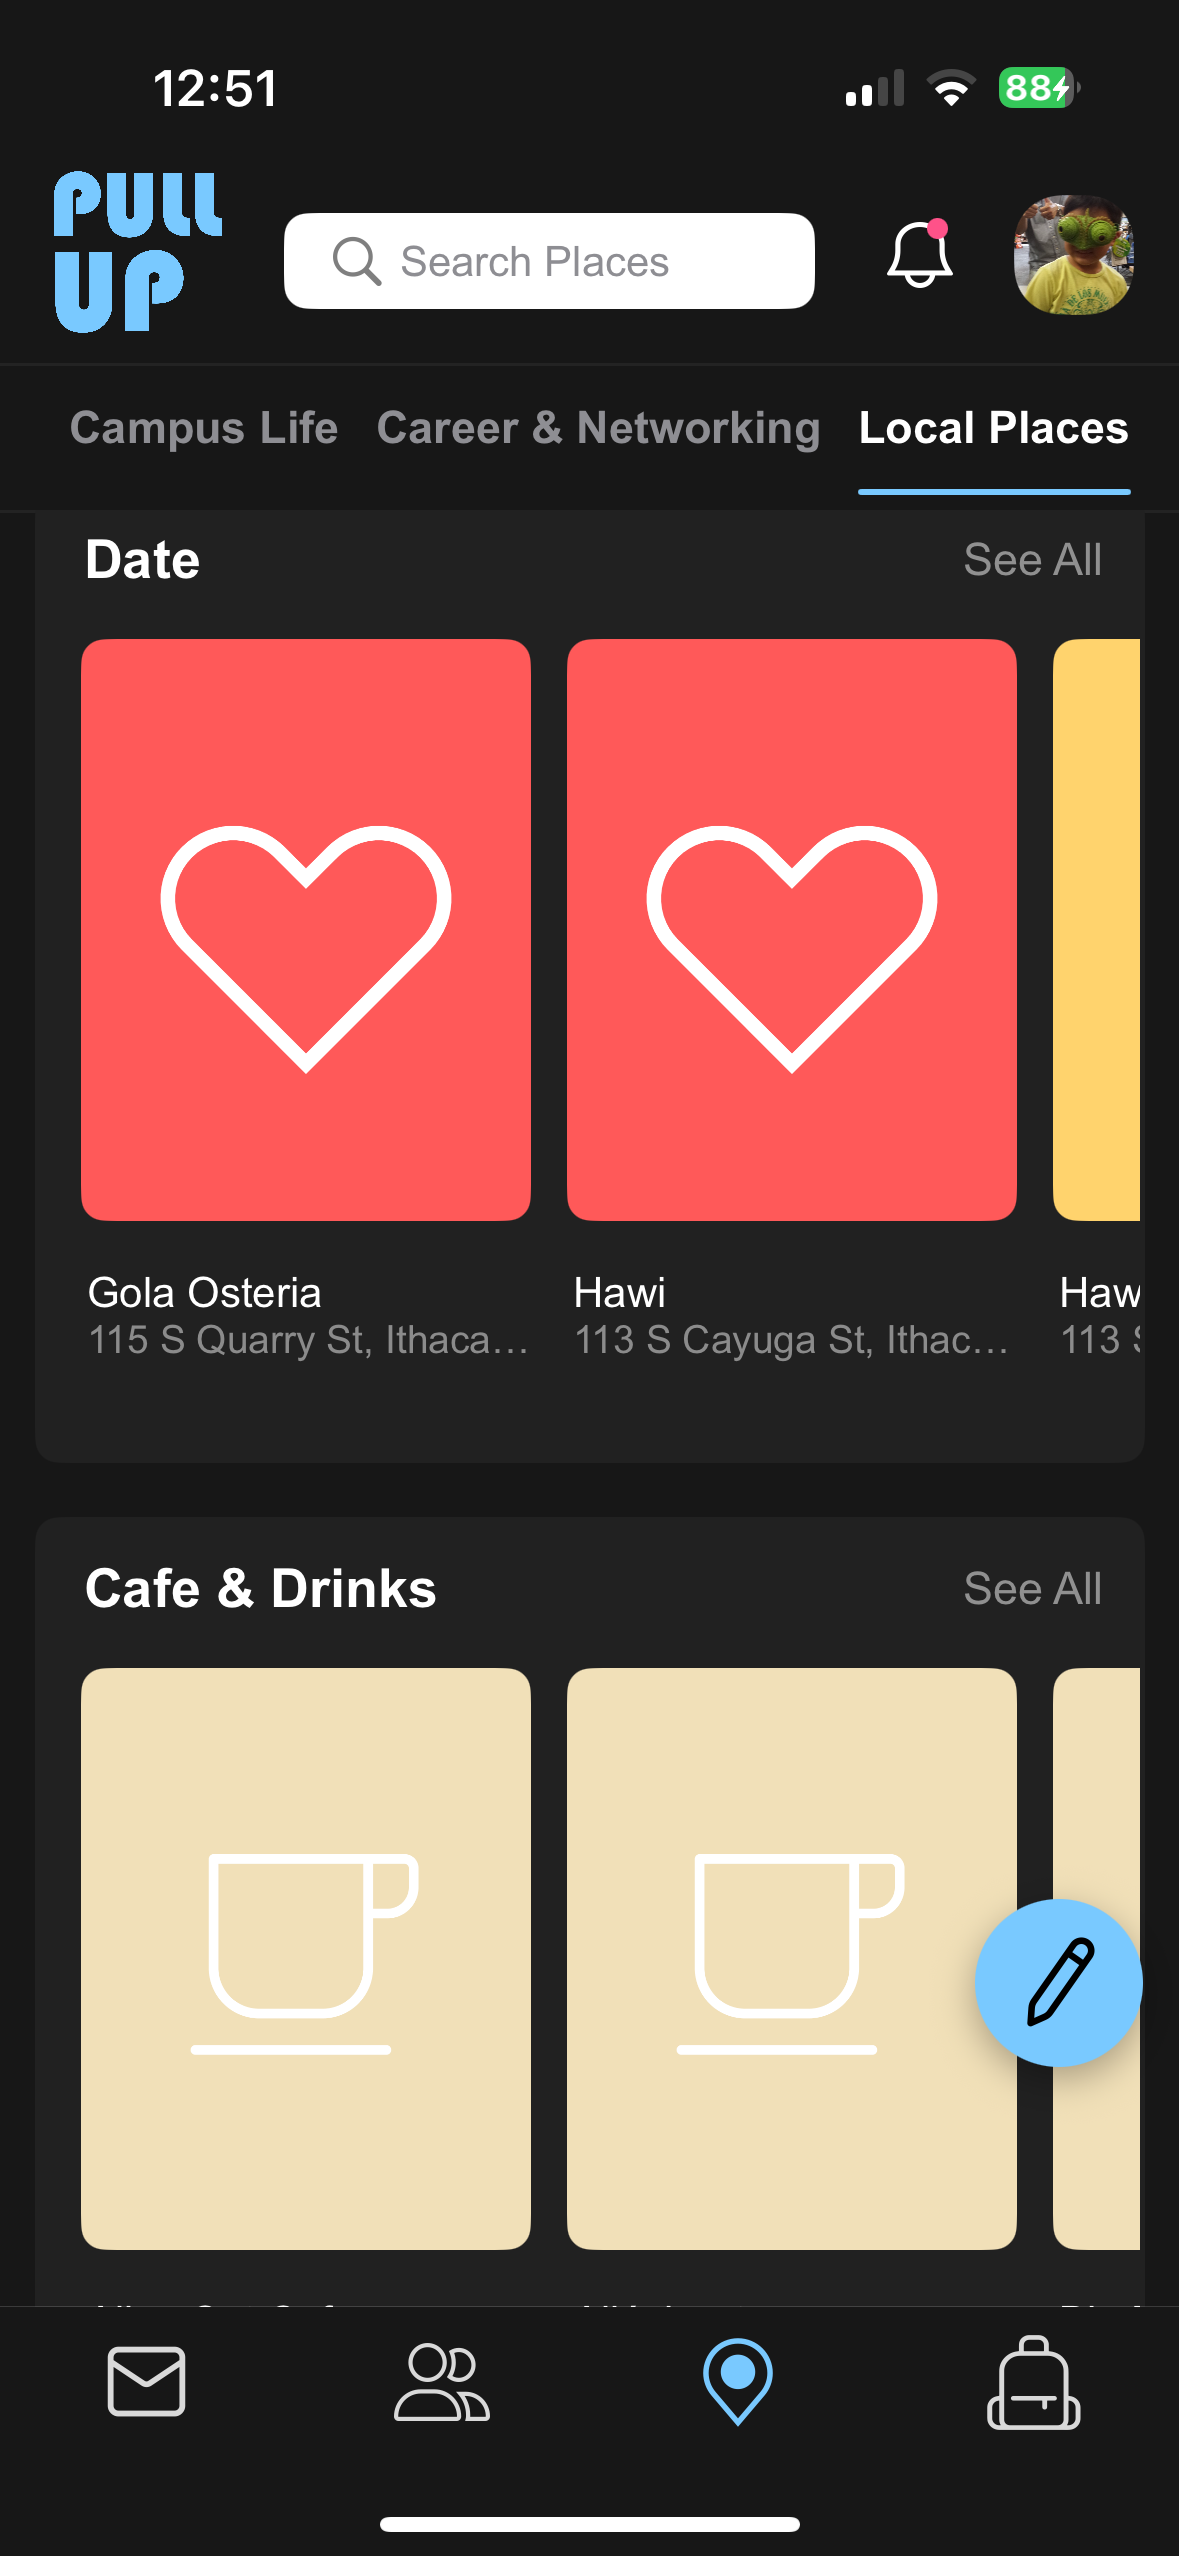 12:51
88
PULL
UP
Search Places
Campus Life Career & Networking Local Places
Date See All
Gola Osteria Hawi Haw
115 S Quarry St, Ithaca... 113 S Cayuga St, Ithac... 113
Cafe & Drinks See All